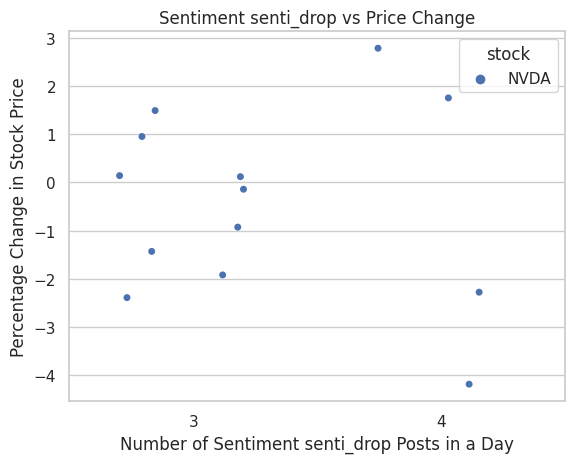 Sentiment senti_drop vs Price Change
stock
NVDA
Percentage Change in Stock Price
3
2
1
0
−1
−2
−3
−4
3 4
Number of Sentiment senti_drop Posts in a Day